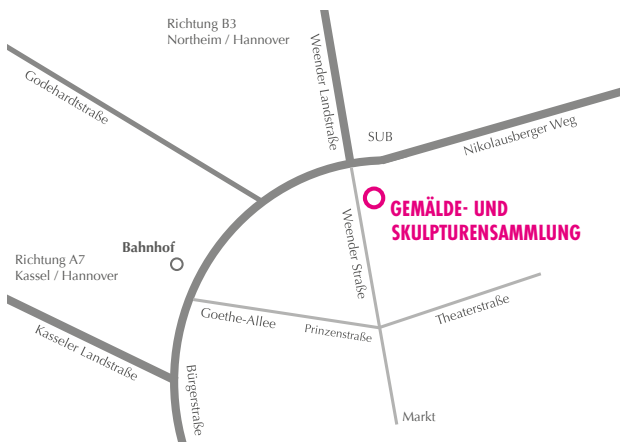 Richtung B3
Northeim / Hannover
Weender Landstraße
Godehardtstraße
SUB
Nikolausberger Weg
GEMÄLDE- UND
SKULPTURENSAMMLUNG
Weender Straße
Bahnhof
Richtung A7
Kassel / Hannover
Goethe-Allee
Prinzenstraße
Theaterstraße
Kasseler Landstraße
Bürgerstraße
Markt